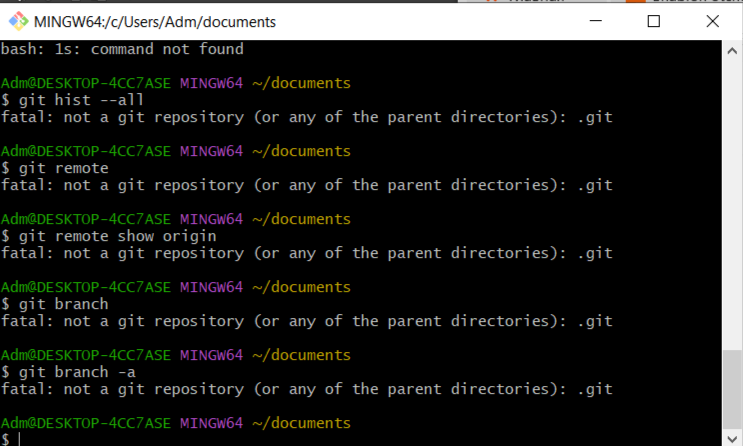 MINGW64:/c/Users/Adm/documents
bash: 1s: command not found
Adm@DESKTOP-4CC7ASE MINGW64 ~/documents
$ git hist --all
fatal: not a git repository (or any of the parent directories): .git
Adm@DESKTOP-4CC7ASE MINGW64 ~/documents
$ git remote
fatal: not a git repository (or any of the parent directories): .git
Adm@DESKTOP-4CC7ASE MINGW64 ~/documents
$ git remote show origin
fatal: not a git repository (or any of the parent directories): .git
Adm@DESKTOP-4CC7ASE MINGW64 ~/documents
$ git branch
fatal: not a git repository (or any of the parent directories): .git
Adm@DESKTOP-4CC7ASE MINGW64 ~/documents
$ git branch -a
fatal: not a git repository (or any of the parent directories): .git
Adm@DESKTOP-4CC7ASE MINGW64 ~/documents
$